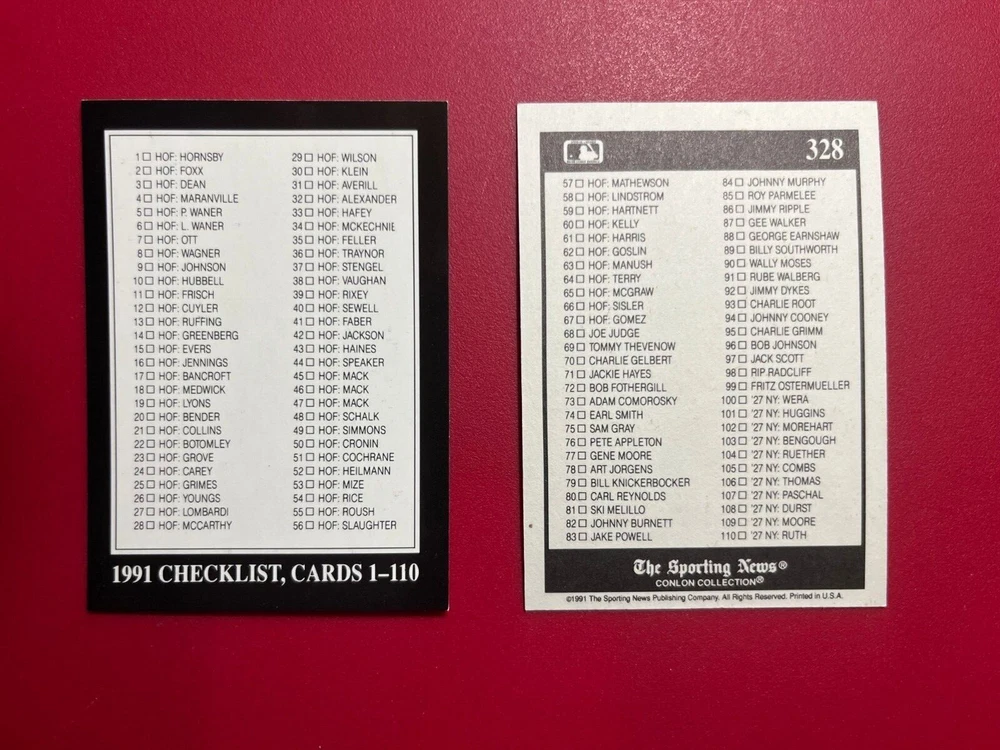 1 ☐ HOF: HORNSBY
2 ☐ HOF: FOXX
3 ☐ HOF: DEAN
4 ☐ HOF: MARANVILLE
5 ☐ HOF: P. WANER
6 ☐ HOF: L. WANER
7 ☐ HOF: OTT
8 ☐ HOF: WAGNER
9 ☐ HOF: JOHNSON
10 ☐ HOF: HUBBELL
11 ☐ HOF: FRISCH
12 ☐ HOF: CUYLER
13 ☐ HOF: RUFFING
14 ☐ HOF: GREENBERG
15 ☐ HOF: EVERS
16 ☐ HOF: JENNINGS
17 ☐ HOF: BANCROFT
18 ☐ HOF: MEDWICK
19 ☐ HOF: LYONS
20 ☐ HOF: BENDER
21 ☐ HOF: COLLINS
22 ☐ HOF: BOTOMLEY
23 ☐ HOF: GROVE
24 ☐ HOF: CAREY
25 ☐ HOF: GRIMES
26 ☐ HOF: YOUNGS
27 ☐ HOF: LOMBARDI
28 ☐ HOF: MCCARTHY
29 ☐ HOF: WILSON
30 ☐ HOF: KLEIN
31 ☐ HOF: AVERILL
32 ☐ HOF: ALEXANDER
33 ☐ HOF: HAFEY
34 ☐ HOF: MCKECHNIE
35 ☐ HOF: FELLER
36 ☐ HOF: TRAYNOR
37 ☐ HOF: STENGEL
38 ☐ HOF: VAUGHAN
39 ☐ HOF: RIXEY
40 ☐ HOF: SEWELL
41 ☐ HOF: FABER
42 ☐ HOF: JACKSON
43 ☐ HOF: HAINES
44 ☐ HOF: SPEAKER
45 ☐ HOF: MACK
46 ☐ HOF: MACK
47 ☐ HOF: MACK
48 ☐ HOF: SCHALK
49 ☐ HOF: SIMMONS
50 ☐ HOF: CRONIN
51 ☐ HOF: COCHRANE
52 ☐ HOF: HEILMANN
53 ☐ HOF: MIZE
54 ☐ HOF: RICE
55 ☐ HOF: ROUSH
56 ☐ HOF: SLAUGHTER
1991 CHECKLIST, CARDS 1–110
328
57 ☐ HOF: MATHEWSON
58 ☐ HOF: LINDSTROM
59 ☐ HOF: HARTNETT
60 ☐ HOF: KELLY
61 ☐ HOF: HARRIS
62 ☐ HOF: GOSLIN
63 ☐ HOF: MANUSH
64 ☐ HOF: TERRY
65 ☐ HOF: MCGRAW
66 ☐ HOF: SISLER
67 ☐ HOF: GOMEZ
68 ☐ JOE JUDGE
69 ☐ TOMMY THEVENOW
70 ☐ CHARLIE GELBERT
71 ☐ JACKIE HAYES
72 ☐ BOB FOTHERGILL
73 ☐ ADAM COMOROSKY
74 ☐ EARL SMITH
75 ☐ SAM GRAY
76 ☐ PETE APPLETON
77 ☐ GENE MOORE
78 ☐ ART JORGENS
79 ☐ BILL KNICKERBOCKER
80 ☐ CARL REYNOLDS
81 ☐ SKI MELILLO
82 ☐ JOHNNY BURNETT
83 ☐ JAKE POWELL
84 ☐ JOHNNY MURPHY
85 ☐ ROY PARMELEE
86 ☐ JIMMY RIPPLE
87 ☐ GEE WALKER
88 ☐ GEORGE EARNSHAW
89 ☐ BILLY SOUTHWORTH
90 ☐ WALLY MOSES
91 ☐ RUBE WALBERG
92 ☐ JIMMY DYKES
93 ☐ CHARLIE ROOT
94 ☐ JOHNNY COONEY
95 ☐ CHARLIE GRIMM
96 ☐ BOB JOHNSON
97 ☐ JACK SCOTT
98 ☐ RIP RADCLIFF
99 ☐ FRITZ OSTERMUELLER
100 ☐ '27 NY: WERA
101 ☐ '27 NY: HUGGINS
102 ☐ '27 NY: MOREHART
103 ☐ '27 NY: BENGOUGH
104 ☐ '27 NY: RUETHER
105 ☐ '27 NY: COMBS
106 ☐ '27 NY: THOMAS
107 ☐ '27 NY: PASCHAL
108 ☐ '27 NY: DURST
109 ☐ '27 NY: MOORE
110 ☐ '27 NY: RUTH
The Sporting News®
CONLON COLLECTION®
©1991 The Sporting News Publishing Company. All Rights Reserved. Printed in U.S.A.